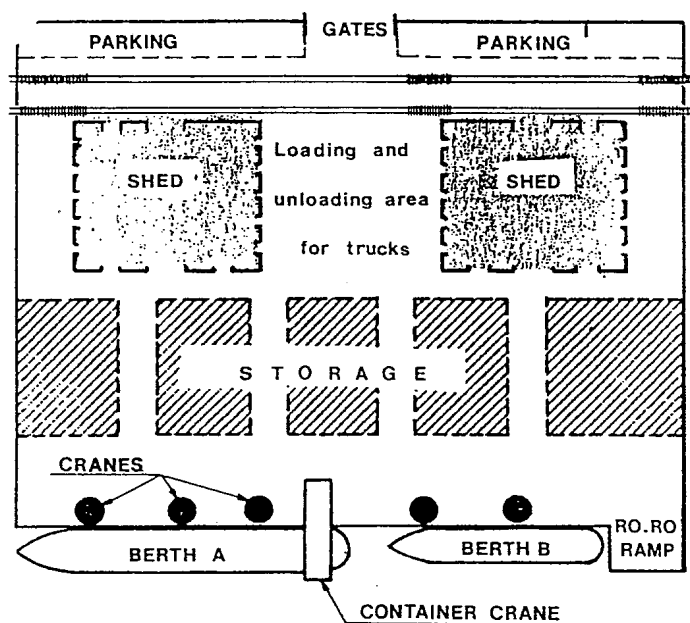 GATES
PARKING
PARKING
Loading and
SHED
SHED
unloading area
for trucks
STORAGE
CRANES
BERTH A
BERTH B
RO.RO
RAMP
CONTAINER CRANE